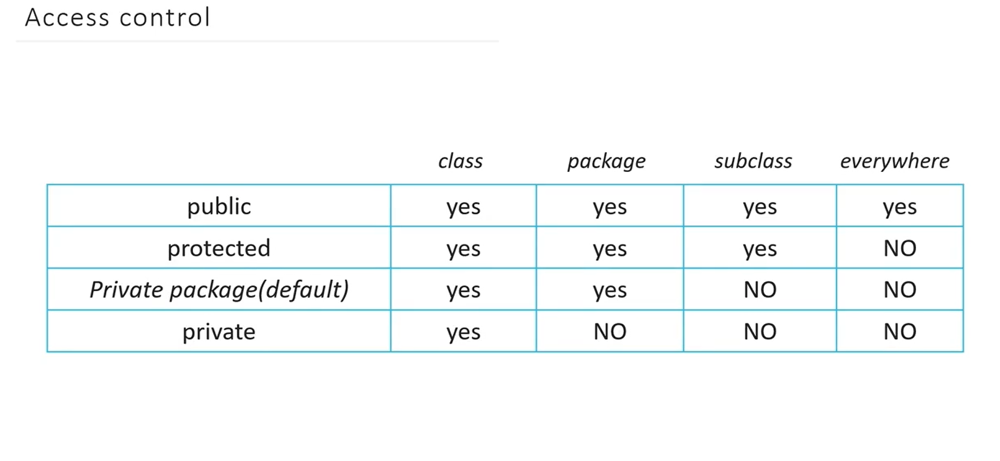 Access control
class package subclass everywhere
public yes yes yes yes
protected yes yes yes NO
Private package(default) yes yes NO NO
private yes NO NO NO